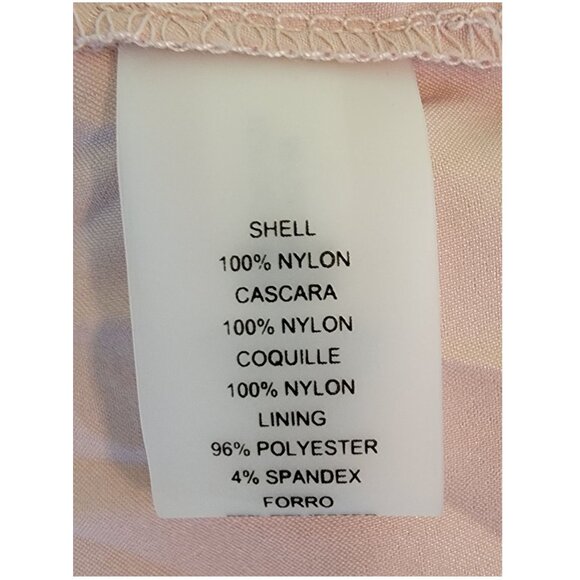 SHELL
100% NYLON
CASCARA
100% NYLON
COQUILLE
100% NYLON
LINING
96% POLYESTER
4% SPANDEX
FORRO